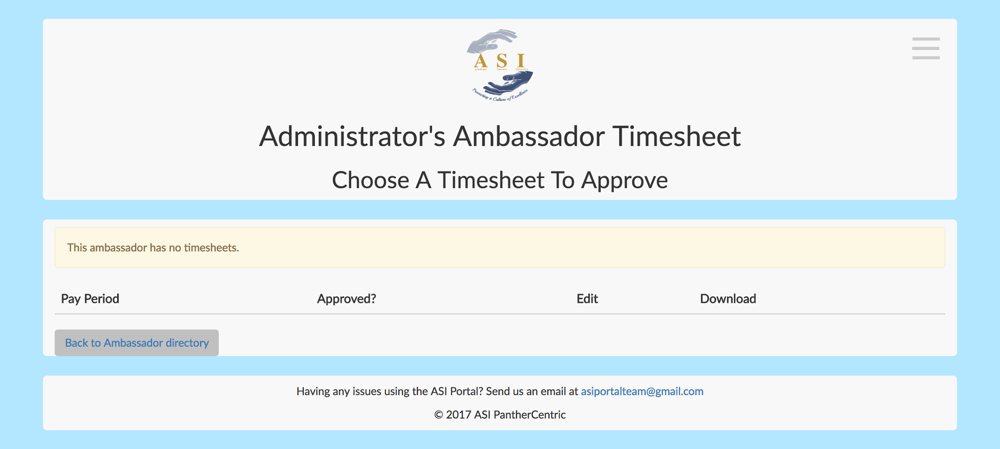 A S I
Academic Success Initiative
Promoting a Culture of Excellence
Administrator's Ambassador Timesheet
Choose A Timesheet To Approve
This ambassador has no timesheets.
Pay Period Approved? Edit Download
Back to Ambassador directory
Having any issues using the ASI Portal? Send us an email at asiportalteam@gmail.com
© 2017 ASI PantherCentric